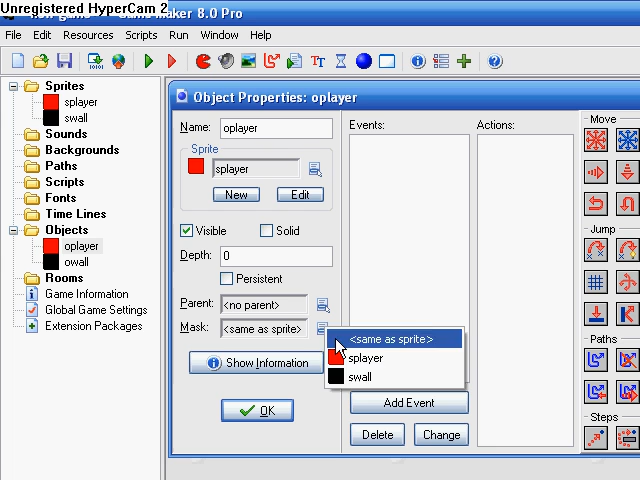 Unregistered HyperCam 2
Game Maker 8.0 Pro
File Edit Resources Scripts Run Window Help
Sprites
splayer
swall
Sounds
Backgrounds
Paths
Scripts
Fonts
Time Lines
Objects
oplayer
owall
Rooms
Game Information
Global Game Settings
Extension Packages
Object Properties: oplayer
Name: oplayer
Sprite
splayer
New Edit
Visible Solid
Depth: 0
Persistent
Parent: <no parent>
Mask: <same as sprite>
Show Information
OK
Events:
<same as sprite>
splayer
swall
Add Event
Delete Change
Actions:
Move
Jump
Paths
Steps